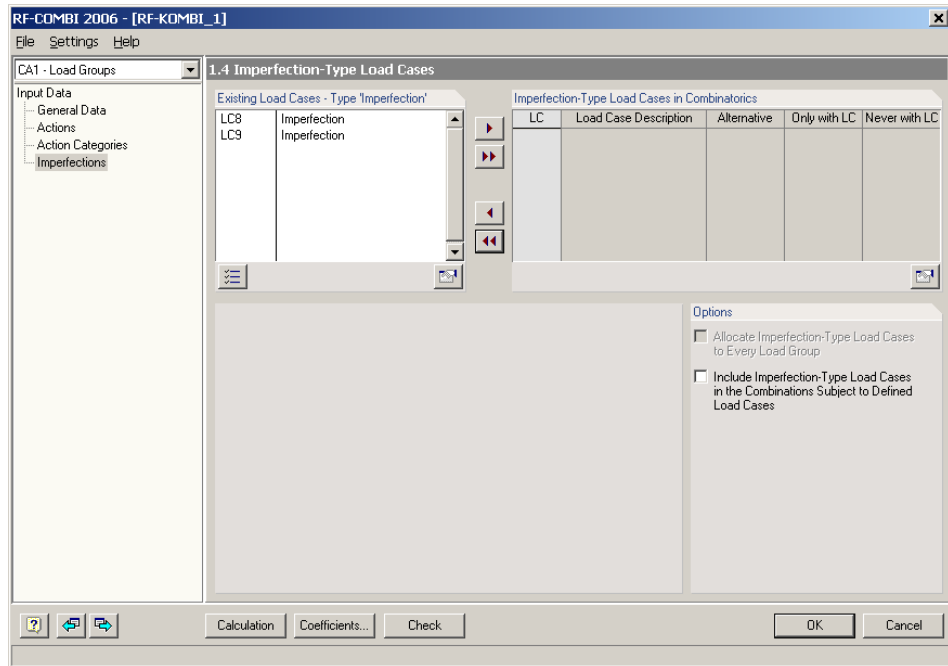 RF-COMBI 2006 - [RF-KOMBI_1]
File Settings Help
CA1 - Load Groups
Input Data
General Data
Actions
Action Categories
Imperfections
1.4 Imperfection-Type Load Cases
Existing Load Cases - Type 'Imperfection'
LC8 Imperfection
LC9 Imperfection
Imperfection-Type Load Cases in Combinatorics
LC Load Case Description Alternative Only with LC Never with LC
Options
Allocate Imperfection-Type Load Cases
to Every Load Group
Include Imperfection-Type Load Cases
in the Combinations Subject to Defined
Load Cases
Calculation Coefficients... Check OK Cancel